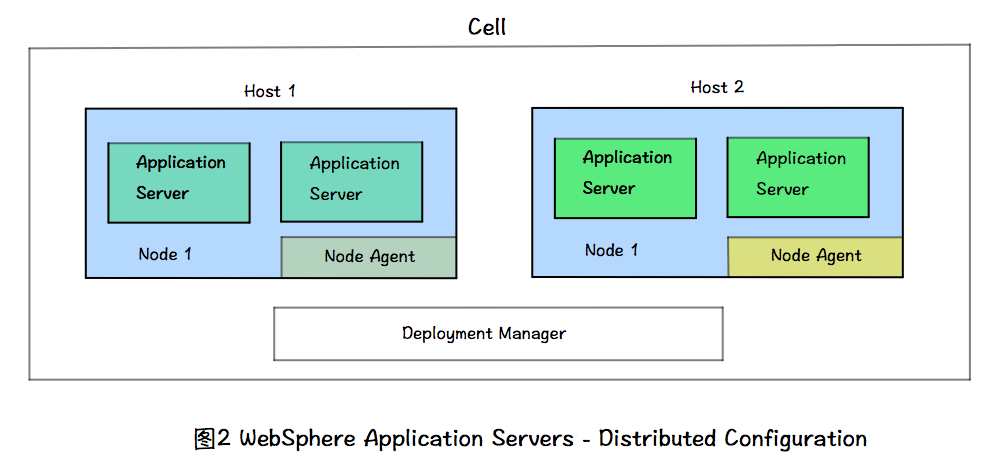 Cell
Host 1
Application
Server
Application
Server
Node 1
Node Agent
Host 2
Application
Server
Application
Server
Node 1
Node Agent
Deployment Manager
图2 WebSphere Application Servers - Distributed Configuration